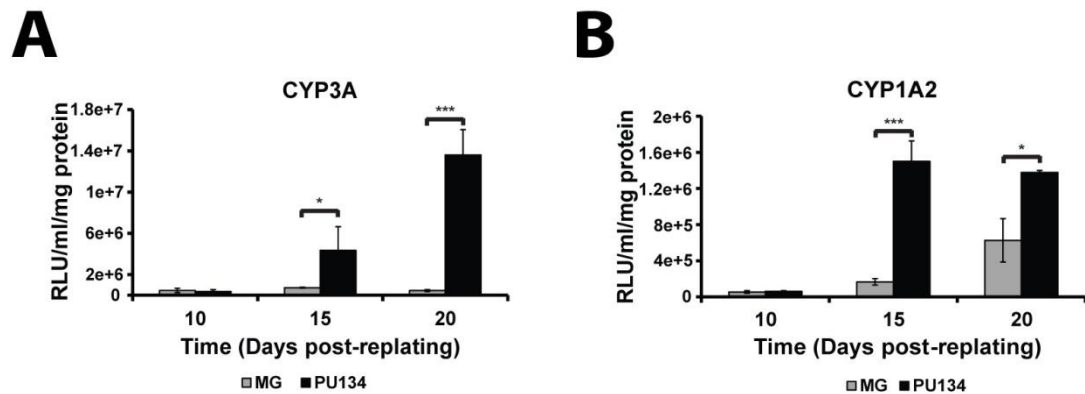 A
CYP3A
RLU/ml/mg protein
1.8e+7
1.4e+7
1e+7
6e+6
2e+6
0
*
***
10 15 20
Time (Days post-replating)
MG PU134
B
CYP1A2
RLU/ml/mg protein
2e+6
1.6e+6
1.2e+6
8e+5
4e+5
0
***
*
10 15 20
Time (Days post-replating)
MG PU134